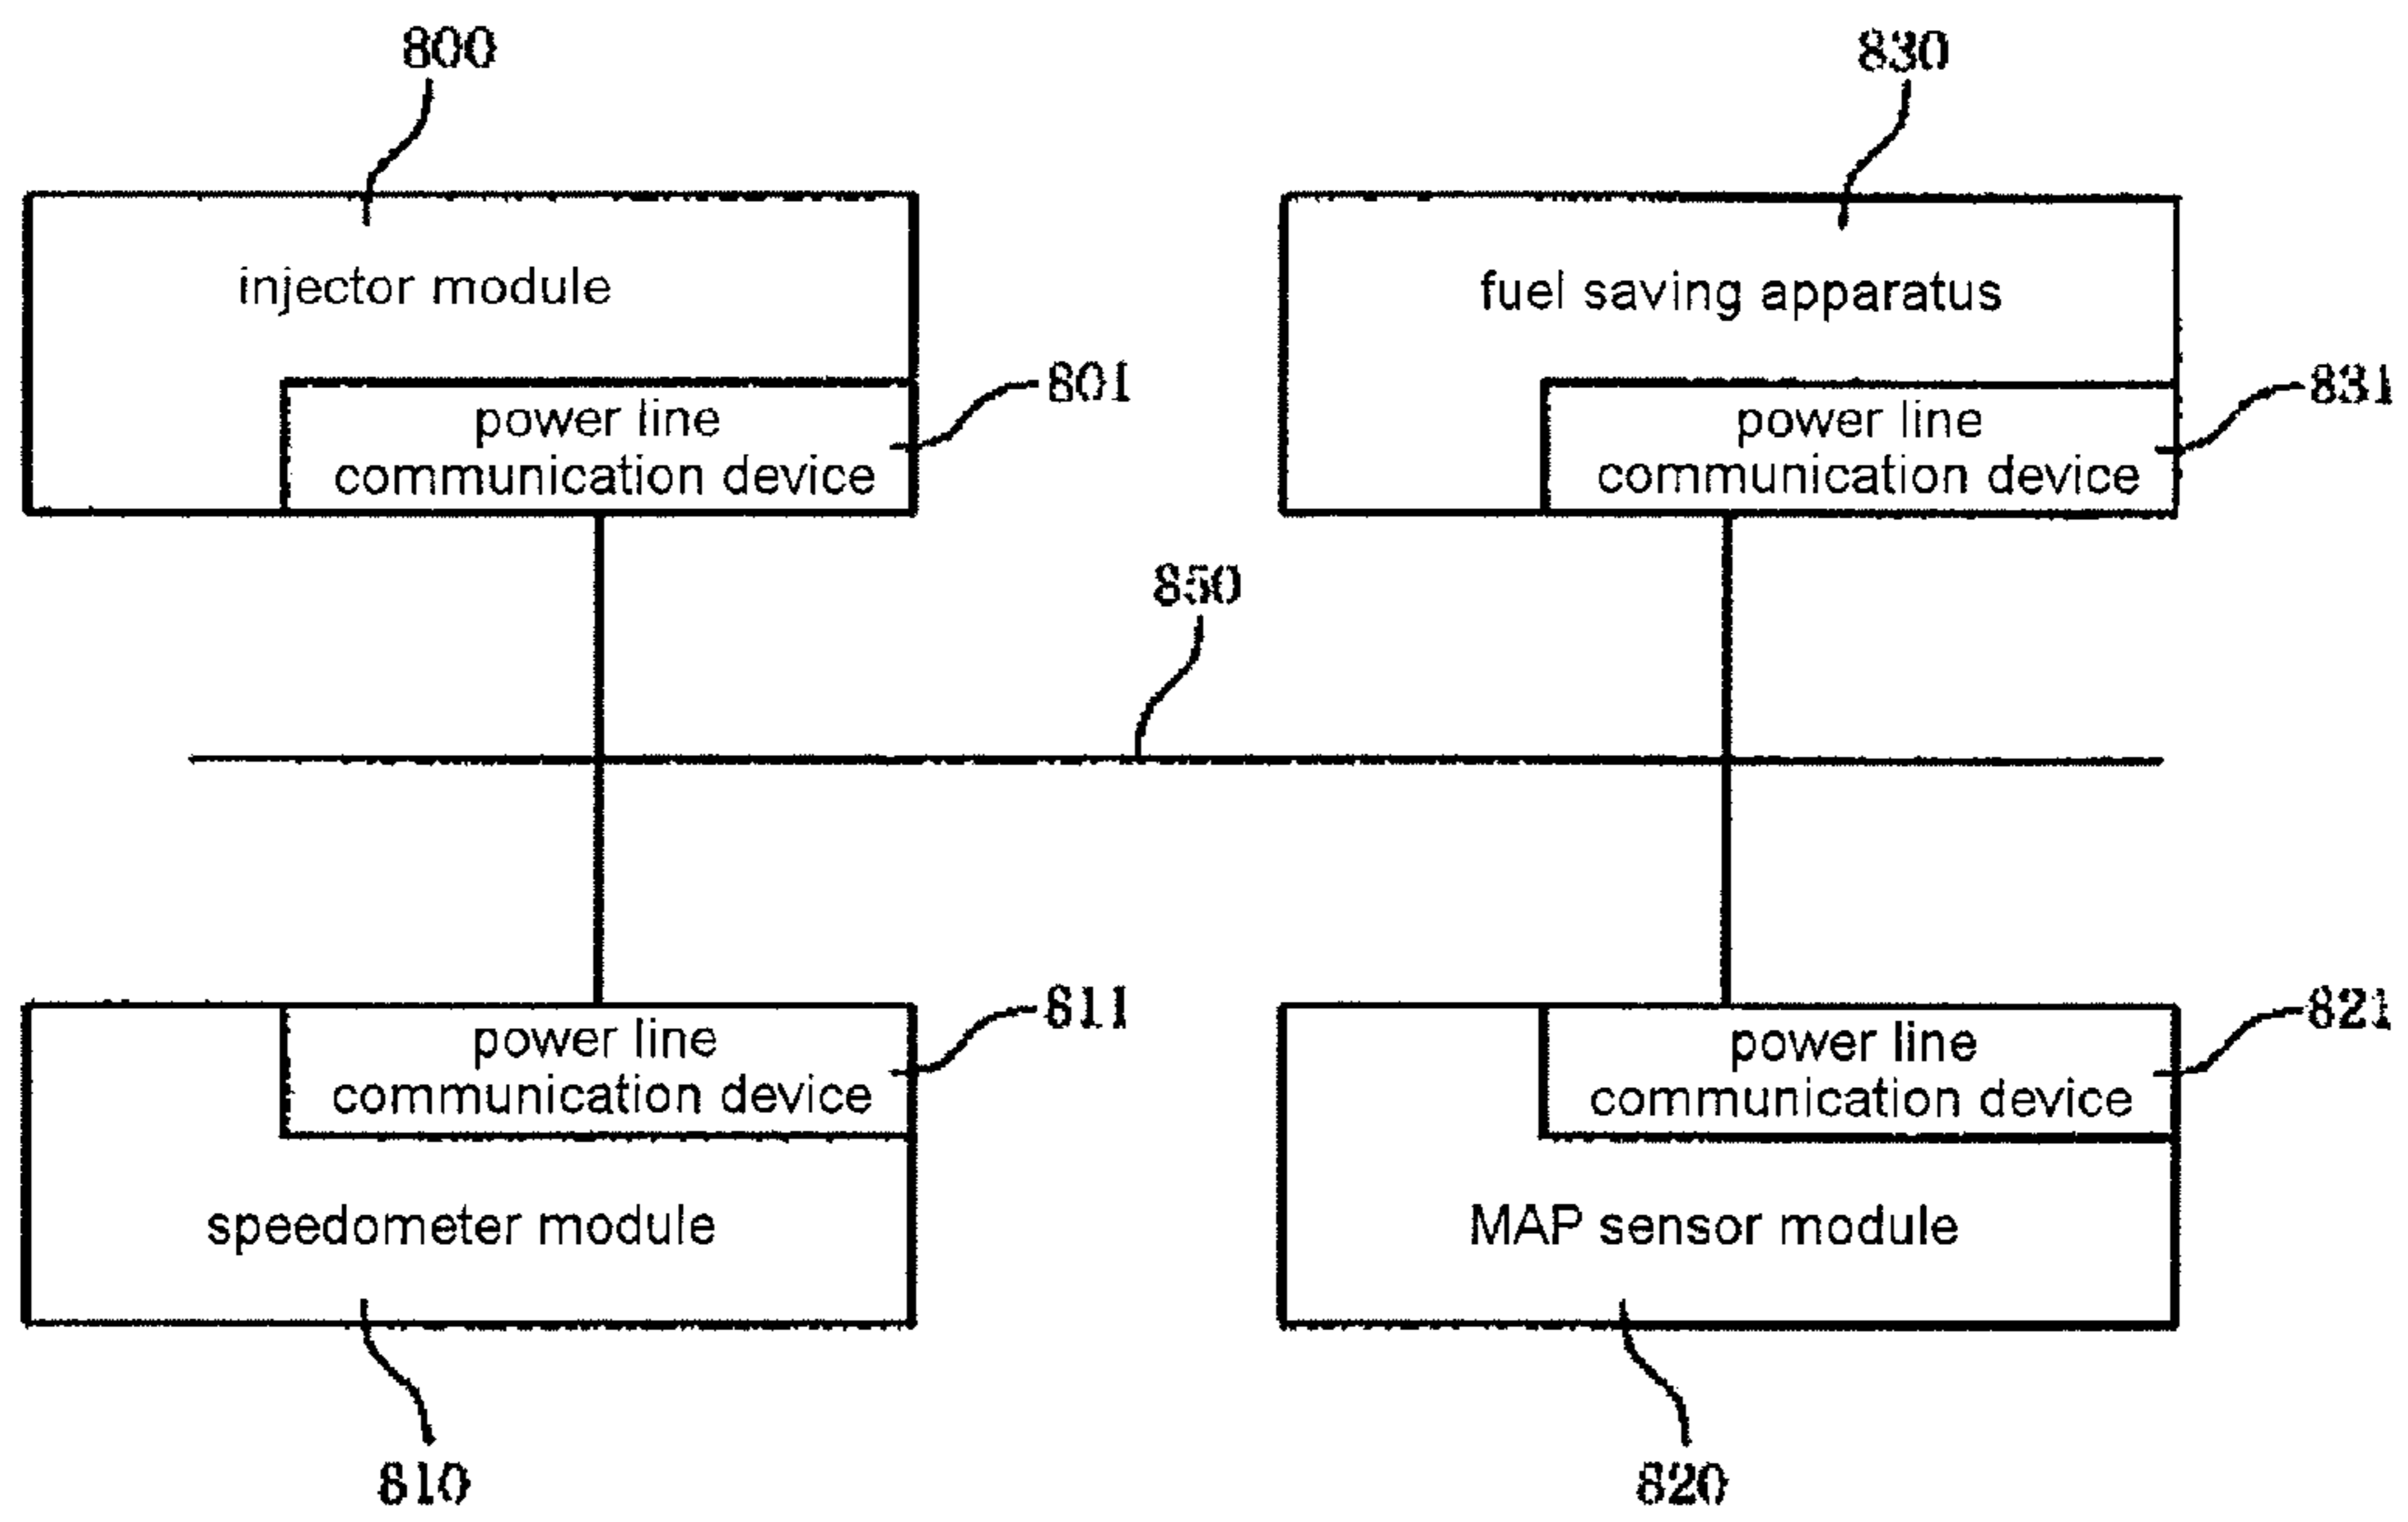 800
830
injector module
fuel saving apparatus
801
831
power line
communication device
power line
communication device
850
811
821
power line
communication device
power line
communication device
speedometer module
MAP sensor module
810
820